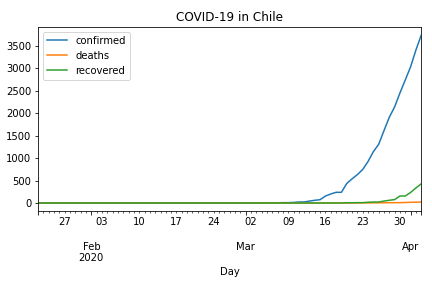 COVID-19 in Chile
confirmed
deaths
recovered
3500
3000
2500
2000
1500
1000
500
0
27 03 10 17 24 02 09 16 23 30
Feb Mar Apr
2020
Day